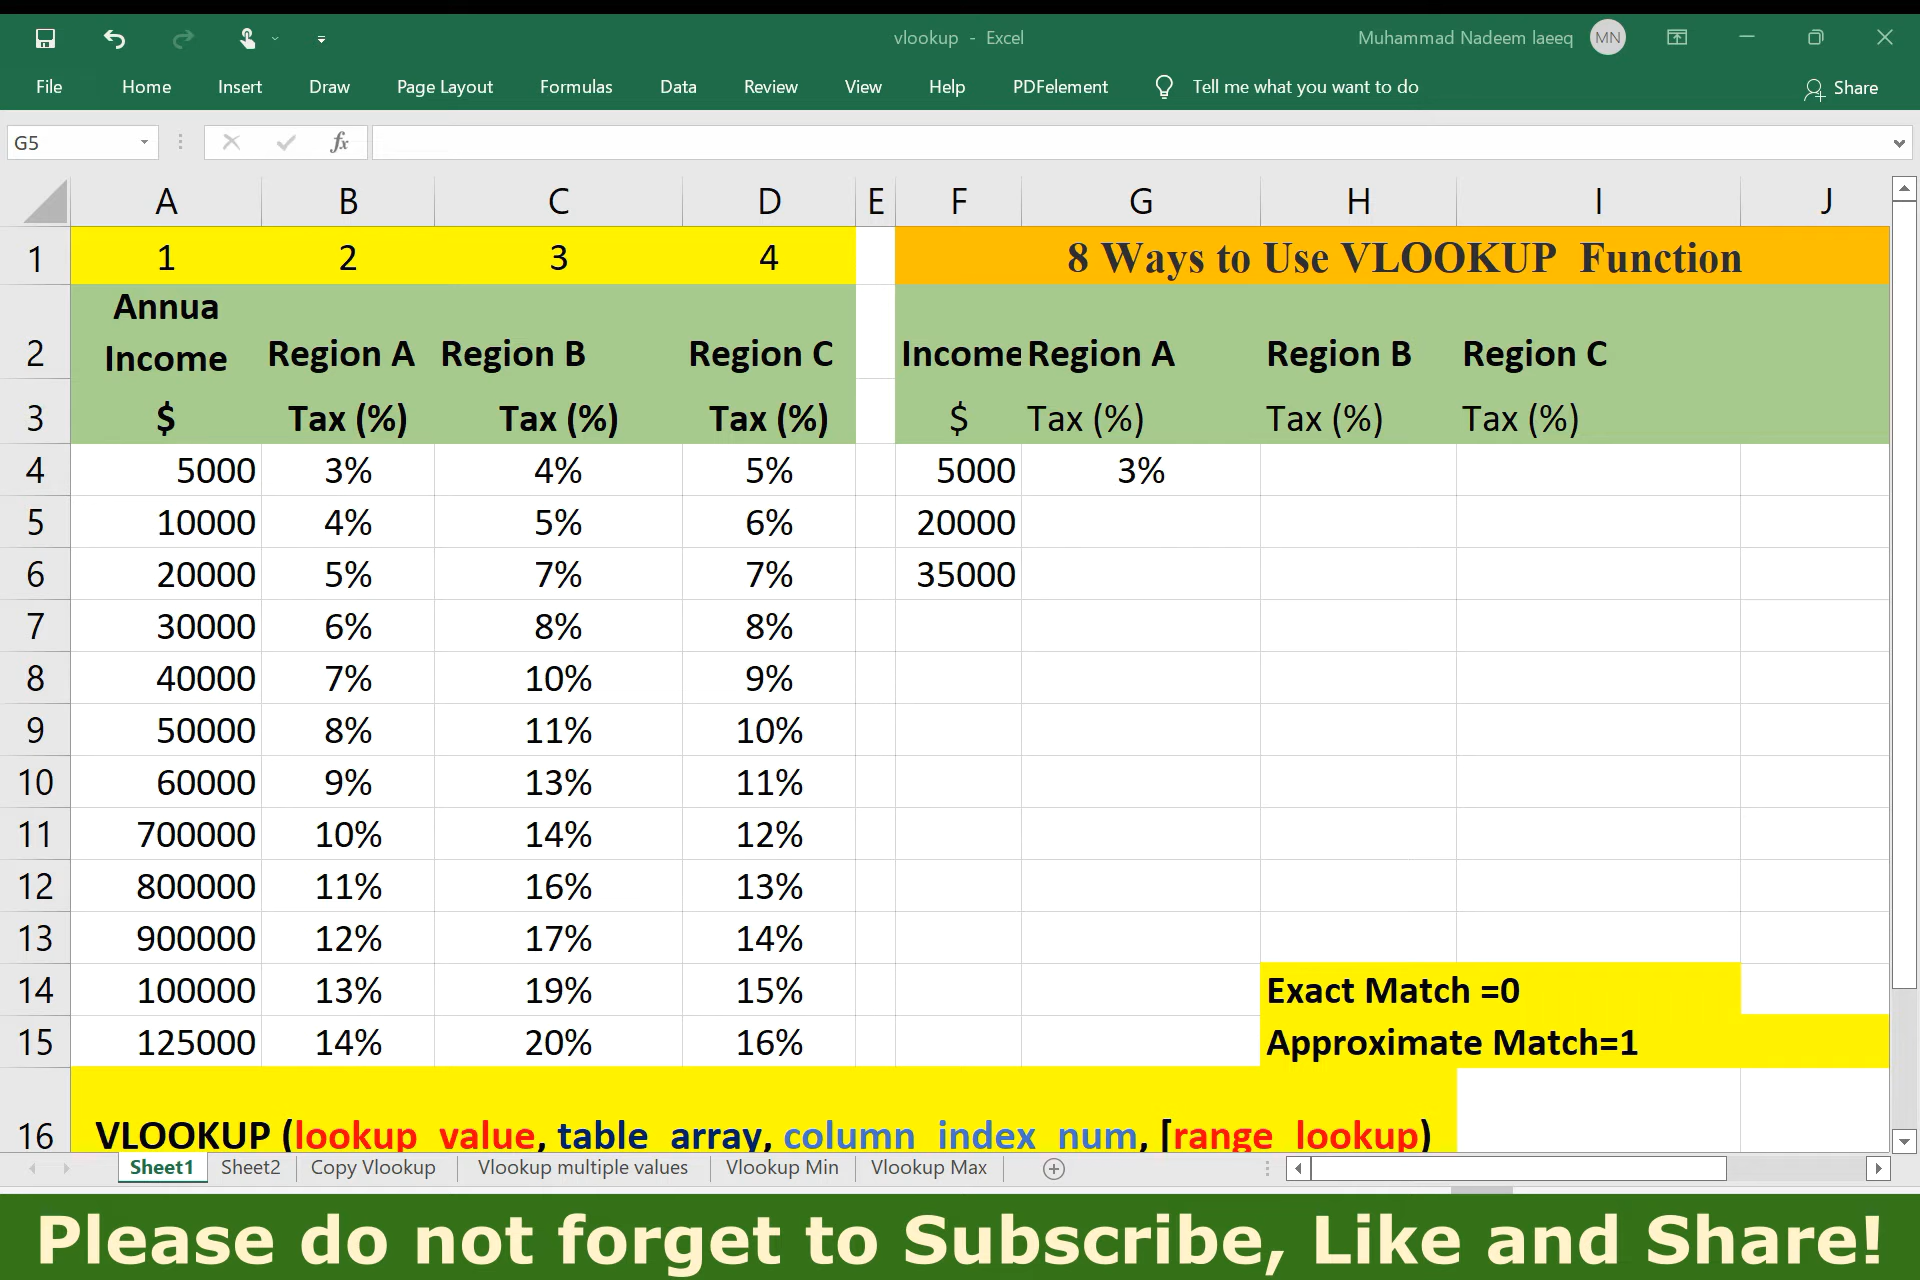 vlookup - Excel
Muhammad Nadeem laeeq MN
File Home Insert Draw Page Layout Formulas Data Review View Help PDFelement Tell me what you want to do Share
G5 fx
A B C D E F G H I J
1 1 2 3 4 8 Ways to Use VLOOKUP Function
Annua
2 Income Region A Region B Region C Income Region A Region B Region C
3 $ Tax (%) Tax (%) Tax (%) $ Tax (%) Tax (%) Tax (%)
4 5000 3% 4% 5% 5000 3%
5 10000 4% 5% 6% 20000
6 20000 5% 7% 7% 35000
7 30000 6% 8% 8%
8 40000 7% 10% 9%
9 50000 8% 11% 10%
10 60000 9% 13% 11%
11 700000 10% 14% 12%
12 800000 11% 16% 13%
13 900000 12% 17% 14%
14 100000 13% 19% 15% Exact Match =0
15 125000 14% 20% 16% Approximate Match=1
16 VLOOKUP (lookup_value, table_array, column_index_num, [range_lookup)
Sheet1 Sheet2 Copy Vlookup Vlookup multiple values Vlookup Min Vlookup Max
Please do not forget to Subscribe, Like and Share!